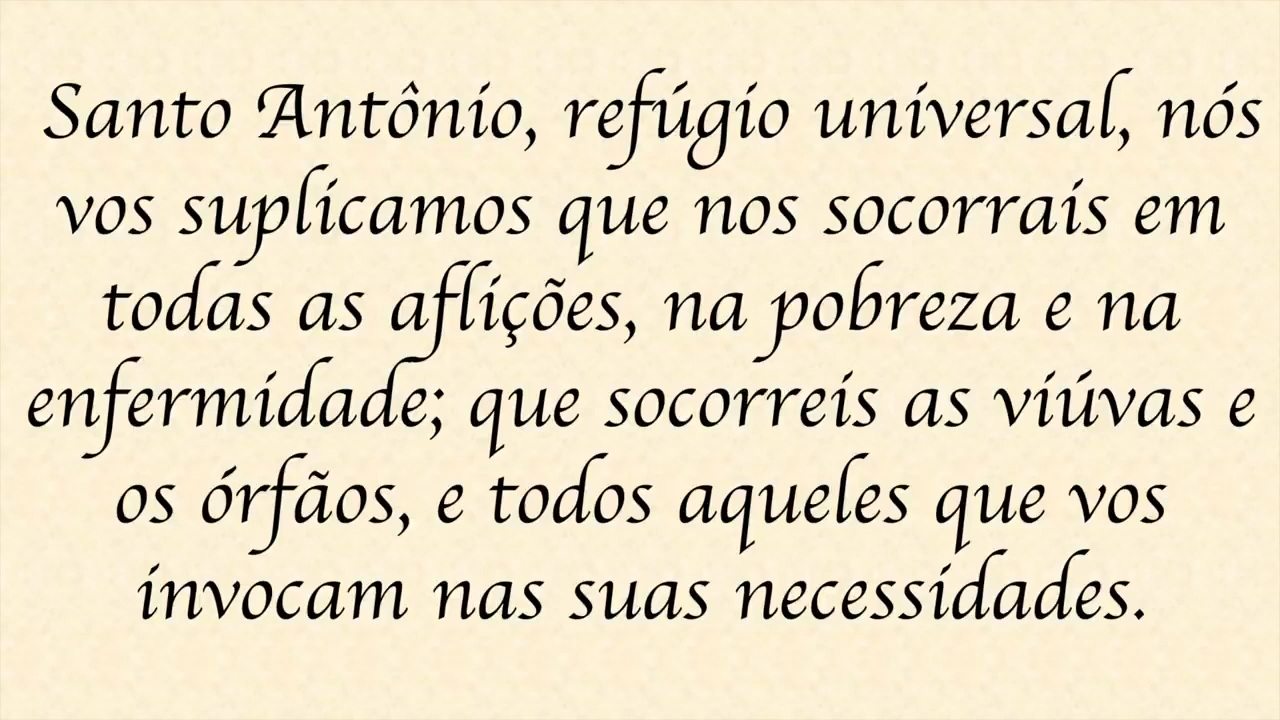 Santo Antônio, refúgio universal, nós
vos suplicamos que nos socorrais em
todas as aflições, na pobreza e na
enfermidade; que socorreis as viúvas e
os órfãos, e todos aqueles que vos
invocam nas suas necessidades.